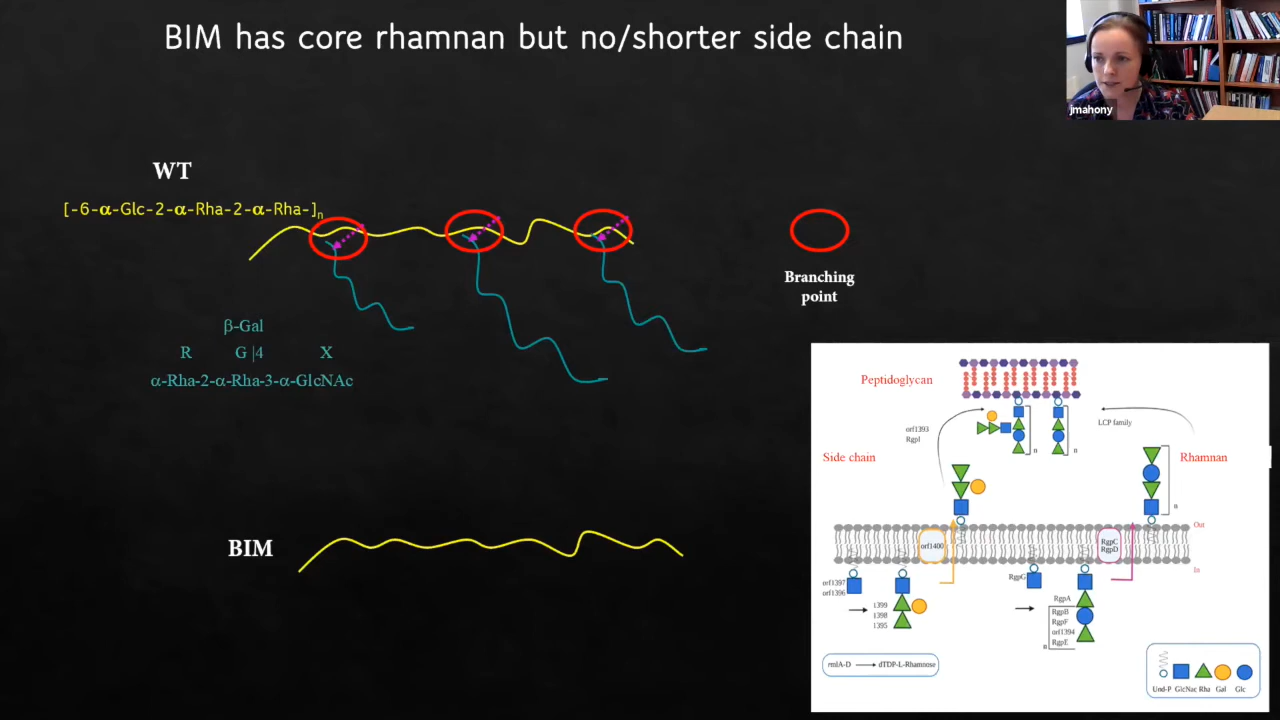 BIM has core rhamnan but no/shorter side chain
jmahony
WT
[-6-α-Glc-2-α-Rha-2-α-Rha-]n
Branching
point
β-Gal
R G |4 X
α-Rha-2-α-Rha-3-α-GlcNAc
BIM
Peptidoglycan
orf1393
RgpI
LCP family
n
n
Side chain
Rhamnan
n
Out
orf1400
RgpC
RgpD
In
orf1397
orf1396
1399
1398
1395
RgpG
RgpA
RgpB
RgpF
orf1394
RgpE
n
rmlA-D dTDP-L-Rhamnose
Und-P GlcNac Rha Gal Glc